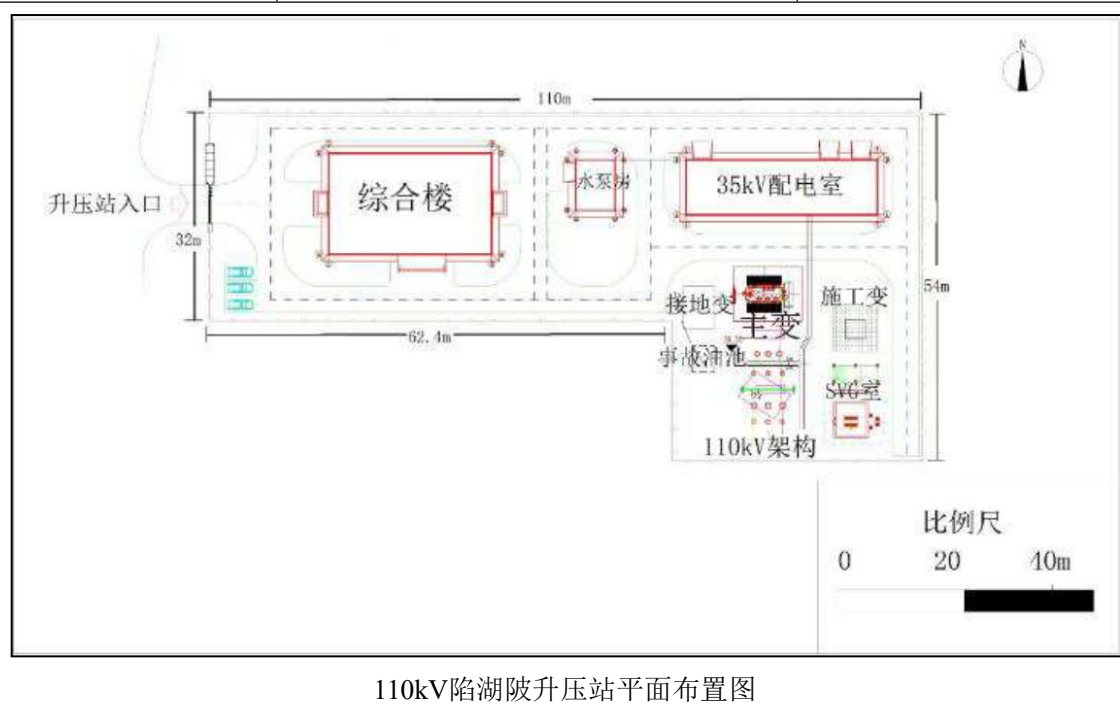 N
110m
升压站入口
综合楼
水泵房
35kV配电室
32m
54m
接地变
主变
施工变
62.4m
事故油池
SVG室
110kV架构
比例尺
0 20 40m
110kV陷湖陂升压站平面布置图